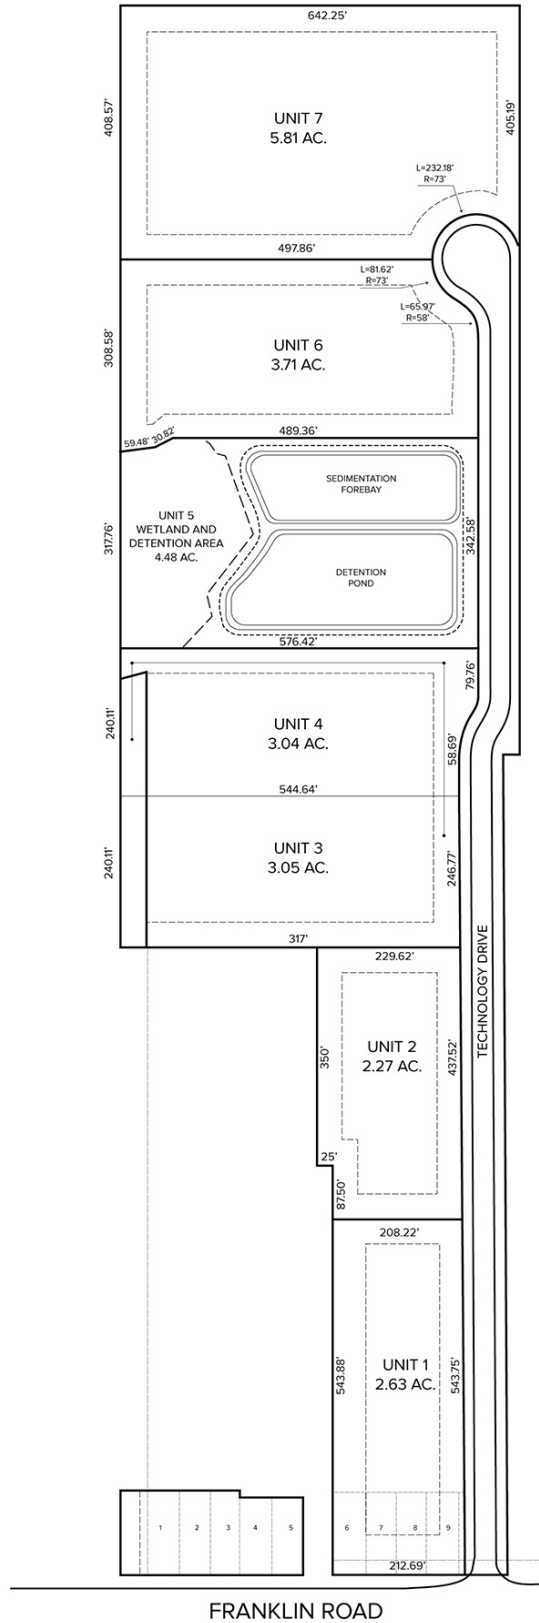 642.25'
408.57'
UNIT 7
5.81 AC.
405.19'
L=232.18'
R=73'
497.86'
L=81.62'
R=73'
L=65.97'
R=58'
308.58'
UNIT 6
3.71 AC.
59.48' 30.82'
489.36'
SEDIMENTATION
FOREBAY
UNIT 5
WETLAND AND
DETENTION AREA
4.48 AC.
317.76'
342.58'
DETENTION
POND
576.42'
79.76'
240.11'
UNIT 4
3.04 AC.
58.69'
544.64'
UNIT 3
3.05 AC.
240.11'
246.77'
317'
229.62'
TECHNOLOGY DRIVE
350'
UNIT 2
2.27 AC.
437.52'
25'
87.50'
208.22'
543.88'
UNIT 1
2.63 AC.
543.75'
1 2 3 4 5 6 7 8 9
212.69'
FRANKLIN ROAD